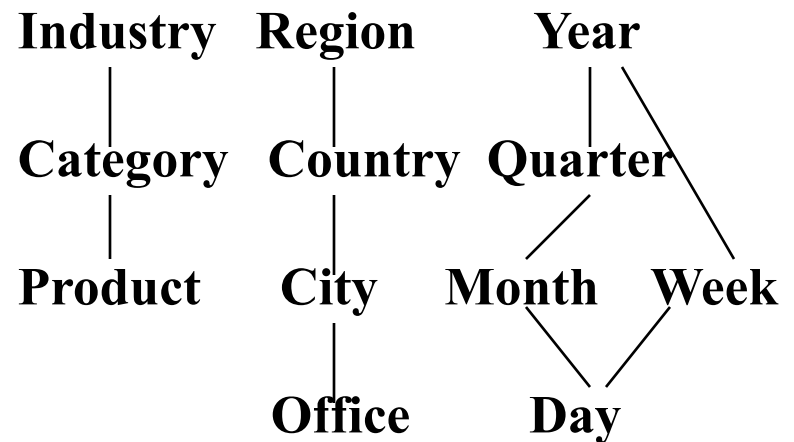 Industry Region Year
Category Country Quarter
Product City Month Week
Office Day